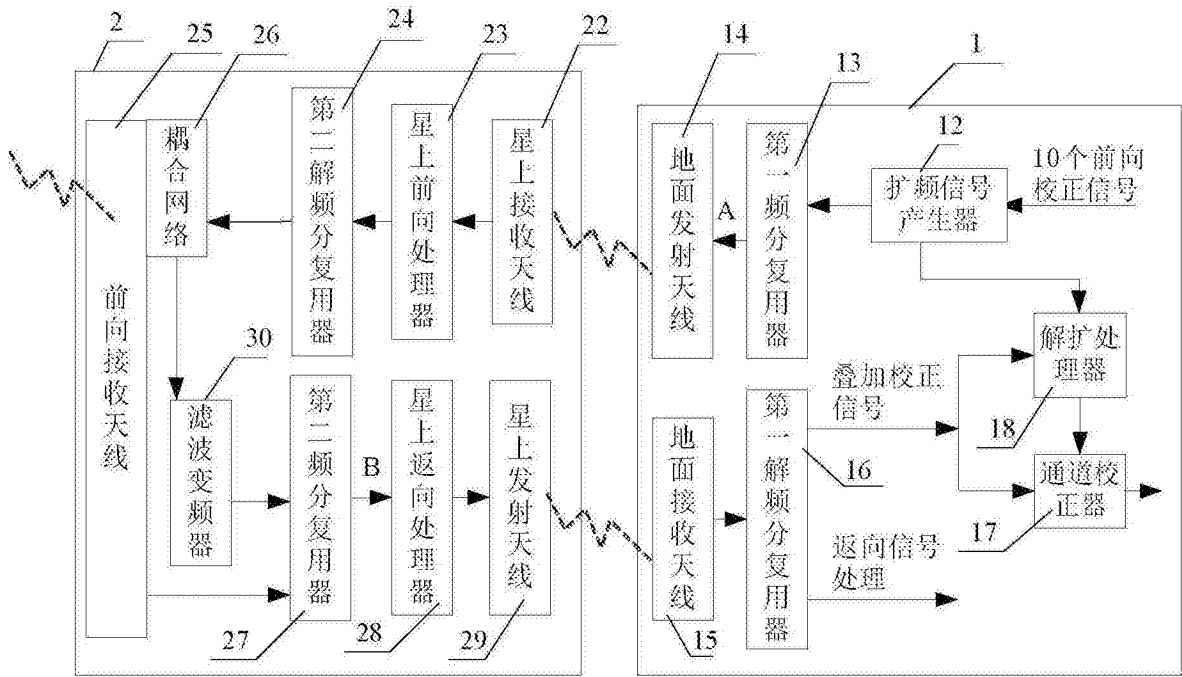 2
25
26
24
23
22
14
13
1
12
耦合网络
第二解频分复用器
星上前向处理器
星上接收天线
地面发射天线
A
第一频分复用器
扩频信号
产生器
10个前向
校正信号
前向接收天线
30
滤波变频器
第二频分复用器
B
星上返向处理器
星上发射天线
地面接收天线
第一解频分复用器
叠加校正
信号
解扩处
理器
18
16
通道校
正器
17
返向信号
处理
27
28
29
15